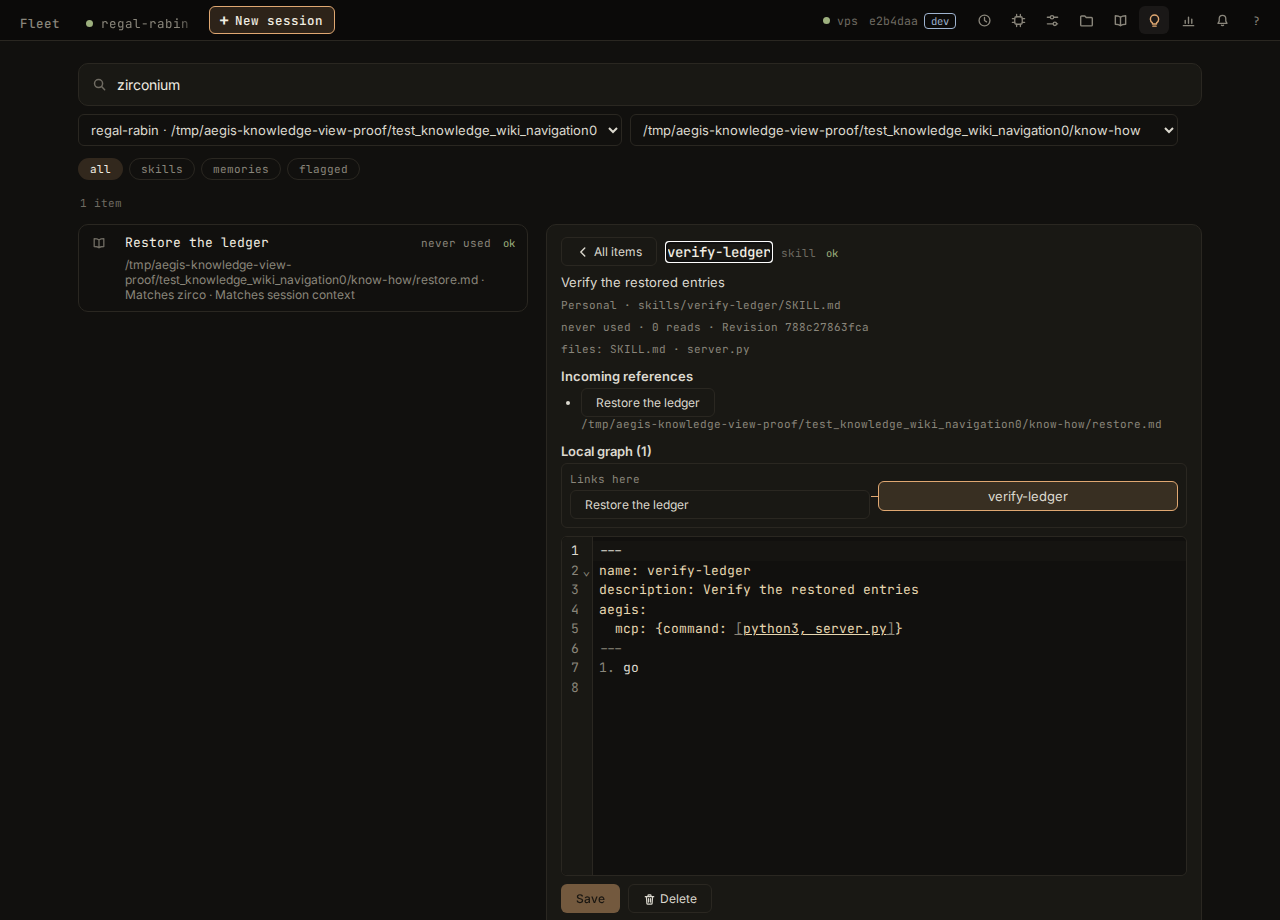 Fleet regal-rabin + New session vps e2b4daa dev ?
zirconium
regal-rabin · /tmp/aegis-knowledge-view-proof/test_knowledge_wiki_navigation0 /tmp/aegis-knowledge-view-proof/test_knowledge_wiki_navigation0/know-how
all skills memories flagged
1 item
Restore the ledger never used ok
/tmp/aegis-knowledge-view-
proof/test_knowledge_wiki_navigation0/know-how/restore.md ·
Matches zirco · Matches session context
All items verify-ledger skill ok
Verify the restored entries
Personal · skills/verify-ledger/SKILL.md
never used · 0 reads · Revision 788c27863fca
files: SKILL.md · server.py
Incoming references
• Restore the ledger
/tmp/aegis-knowledge-view-proof/test_knowledge_wiki_navigation0/know-how/restore.md
Local graph (1)
Links here
Restore the ledger verify-ledger
1 ---
2 name: verify-ledger
3 description: Verify the restored entries
4 aegis:
5 mcp: {command: [python3, server.py]}
6 ---
7 1. go
8
Save Delete